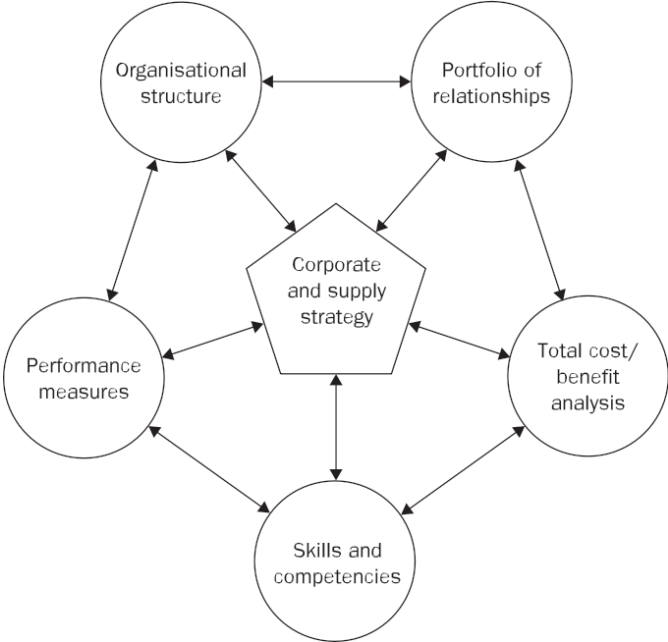 Organisational
structure
Portfolio of
relationships
Corporate
and supply
strategy
Performance
measures
Total cost/
benefit
analysis
Skills and
competencies